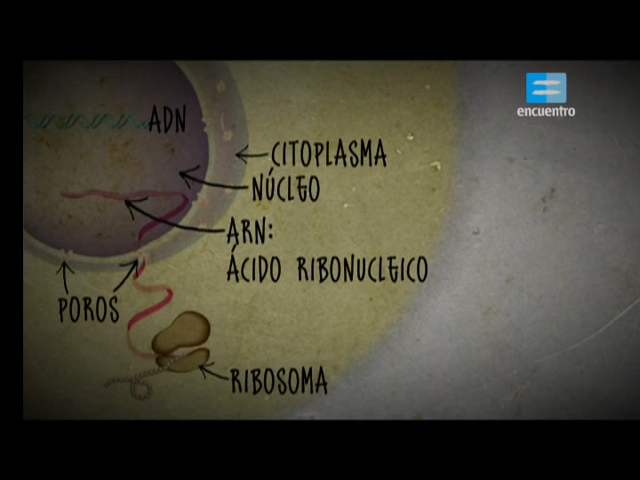 encuentro
ADN
CITOPLASMA
NÚCLEO
ARN:
ÁCIDO RIBONUCLEICO
POROS
RIBOSOMA